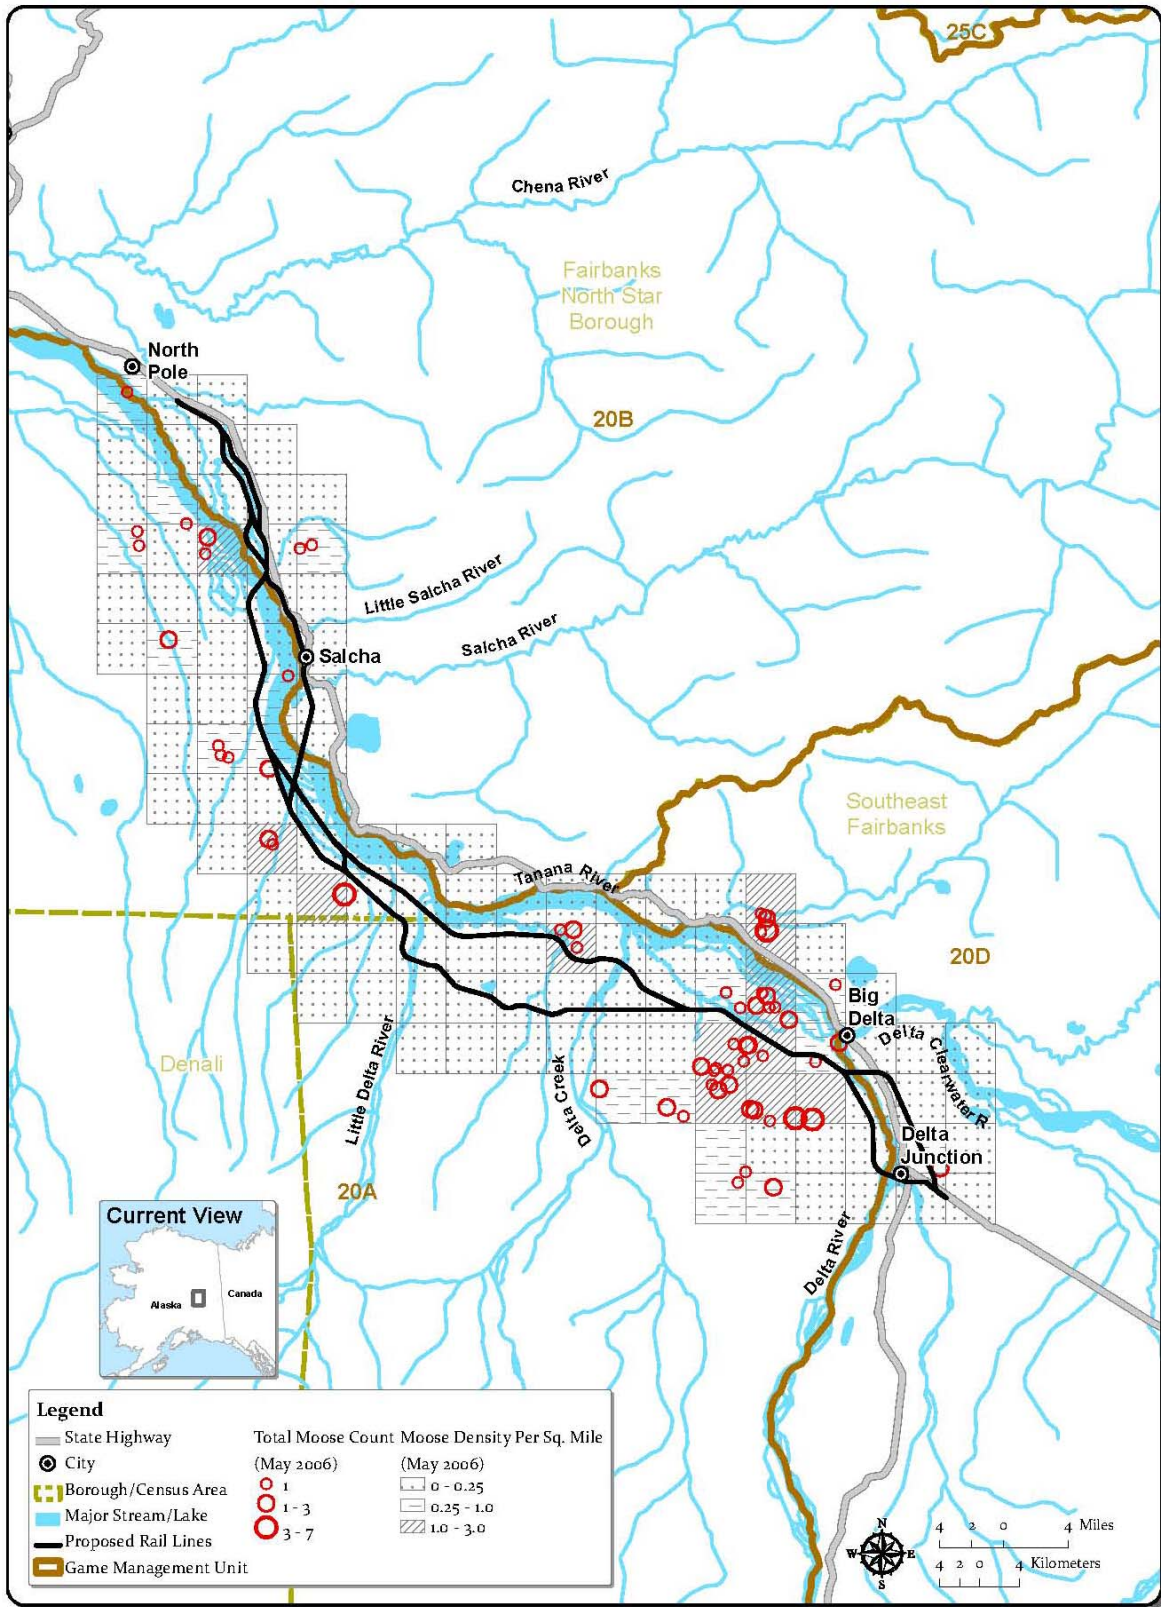 25C
Chena River
Fairbanks
North Star
Borough
North
Pole
20B
Little Salcha River
Salcha River
Salcha
Southeast
Fairbanks
Tanana River
20D
Big
Delta
Delta Clearwater R
Denali
Little Delta River
Delta Creek
Delta
Junction
20A
Delta River
Current View
Alaska
Canada
Legend
State Highway
City
Borough/Census Area
Major Stream/Lake
Proposed Rail Lines
Game Management Unit
Total Moose Count
(May 2006)
1
1 - 3
3 - 7
Moose Density Per Sq. Mile
(May 2006)
0 - 0.25
0.25 - 1.0
1.0 - 3.0
N
W E
S
4 2 0 4 Miles
4 2 0 4 Kilometers